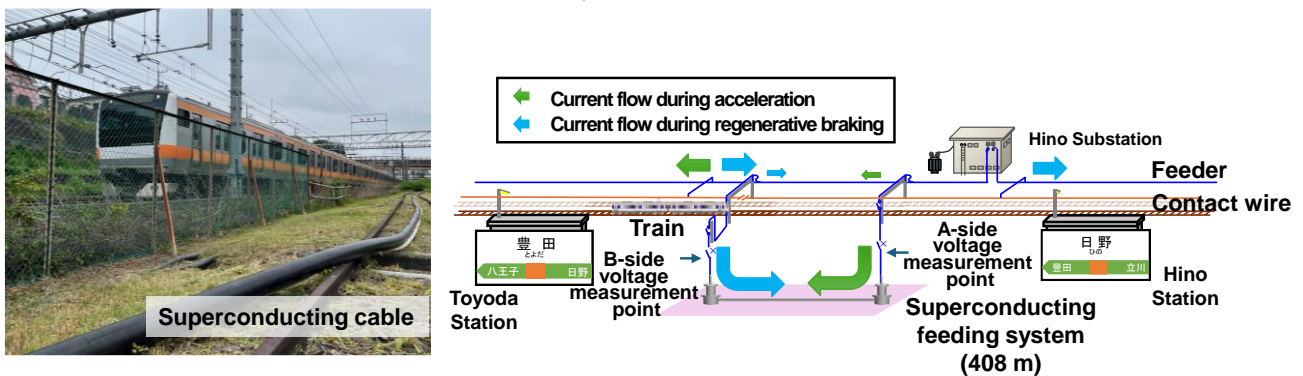 Superconducting cable
Current flow during acceleration
Current flow during regenerative braking
Hino Substation
Feeder
Contact wire
Train
豊田
とよだ
八王子 日野
Toyoda
Station
B-side
voltage
measurement
point
A-side
voltage
measurement
point
日野
ひの
豊田 立川
Hino
Station
Superconducting
feeding system
(408 m)